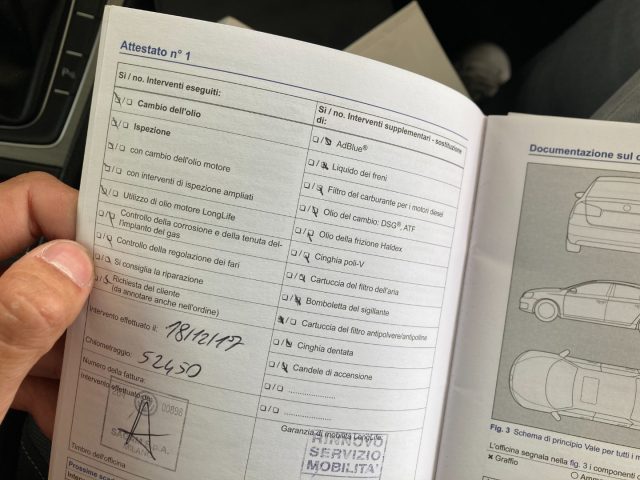 Attestato n° 1
Si / no. Interventi eseguiti:
❑/❑ Cambio dell'olio
❑/❑ Ispezione
❑/❑ con cambio dell'olio motore
❑/❑ con interventi di ispezione ampliati
❑/❑ Utilizzo di olio motore LongLife
❑/❑ Controllo della corrosione e della tenuta del-
l'impianto del gas
❑/❑ Controllo della regolazione dei fari
❑/❑ Si consiglia la riparazione
❑/❑ Richiesta del cliente
(da annotare anche nell'ordine)
Intervento effettuato il: 18/12/17
Chilometraggio: 52450
Numero della fattura:
Intervento effettuato da:
00898
Timbro dell'officina
Prossime
Si / no. Interventi supplementari - sostituzione
di:
❑/❑ AdBlue®
❑/❑ Liquido dei freni
❑/❑ Filtro del carburante per i motori diesel
❑/❑ Olio del cambio: DSG®, ATF
❑/❑ Olio della frizione Haldex
❑/❑ Cinghia poli-V
❑/❑ Cartuccia del filtro dell'aria
❑/❑ Bomboletta del sigillante
❑/❑ Cartuccia del filtro antipolvere/antipolline
❑/❑ Cinghia dentata
❑/❑ Candele di accensione
❑/❑ ....................
❑/❑ ....................
Garanzia di mobilità LongLife
RINNOVO
SERVIZIO
MOBILITA'
Documentazione sul
Fig. 3 Schema di principio Vale per tutti i
L'officina segnala nella fig. 3 i componenti
× Graffio
P